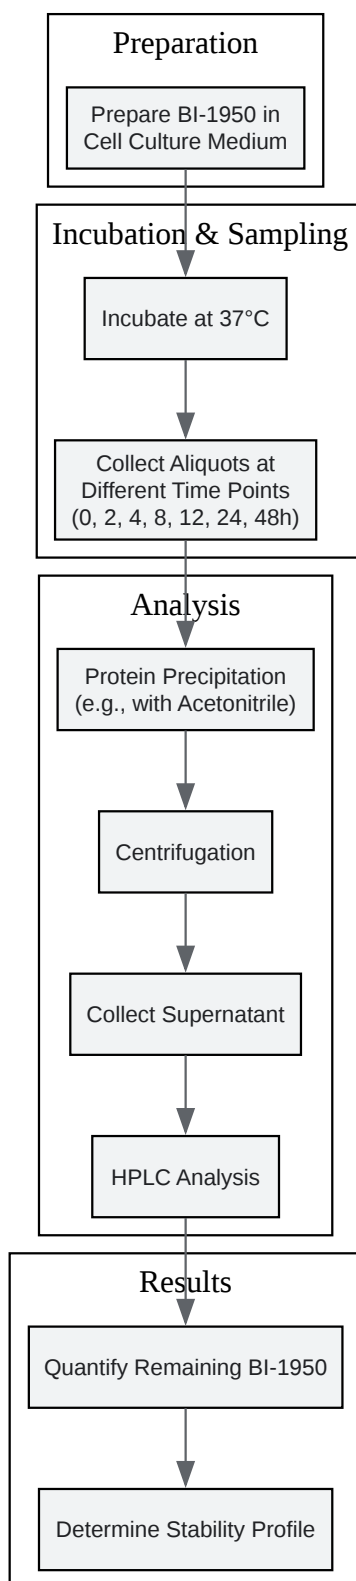 Preparation
Prepare BI-1950 in
Cell Culture Medium
Incubation & Sampling
Incubate at 37°C
Collect Aliquots at
Different Time Points
(0, 2, 4, 8, 12, 24, 48h)
Analysis
Protein Precipitation
(e.g., with Acetonitrile)
Centrifugation
Collect Supernatant
HPLC Analysis
Results
Quantify Remaining BI-1950
Determine Stability Profile